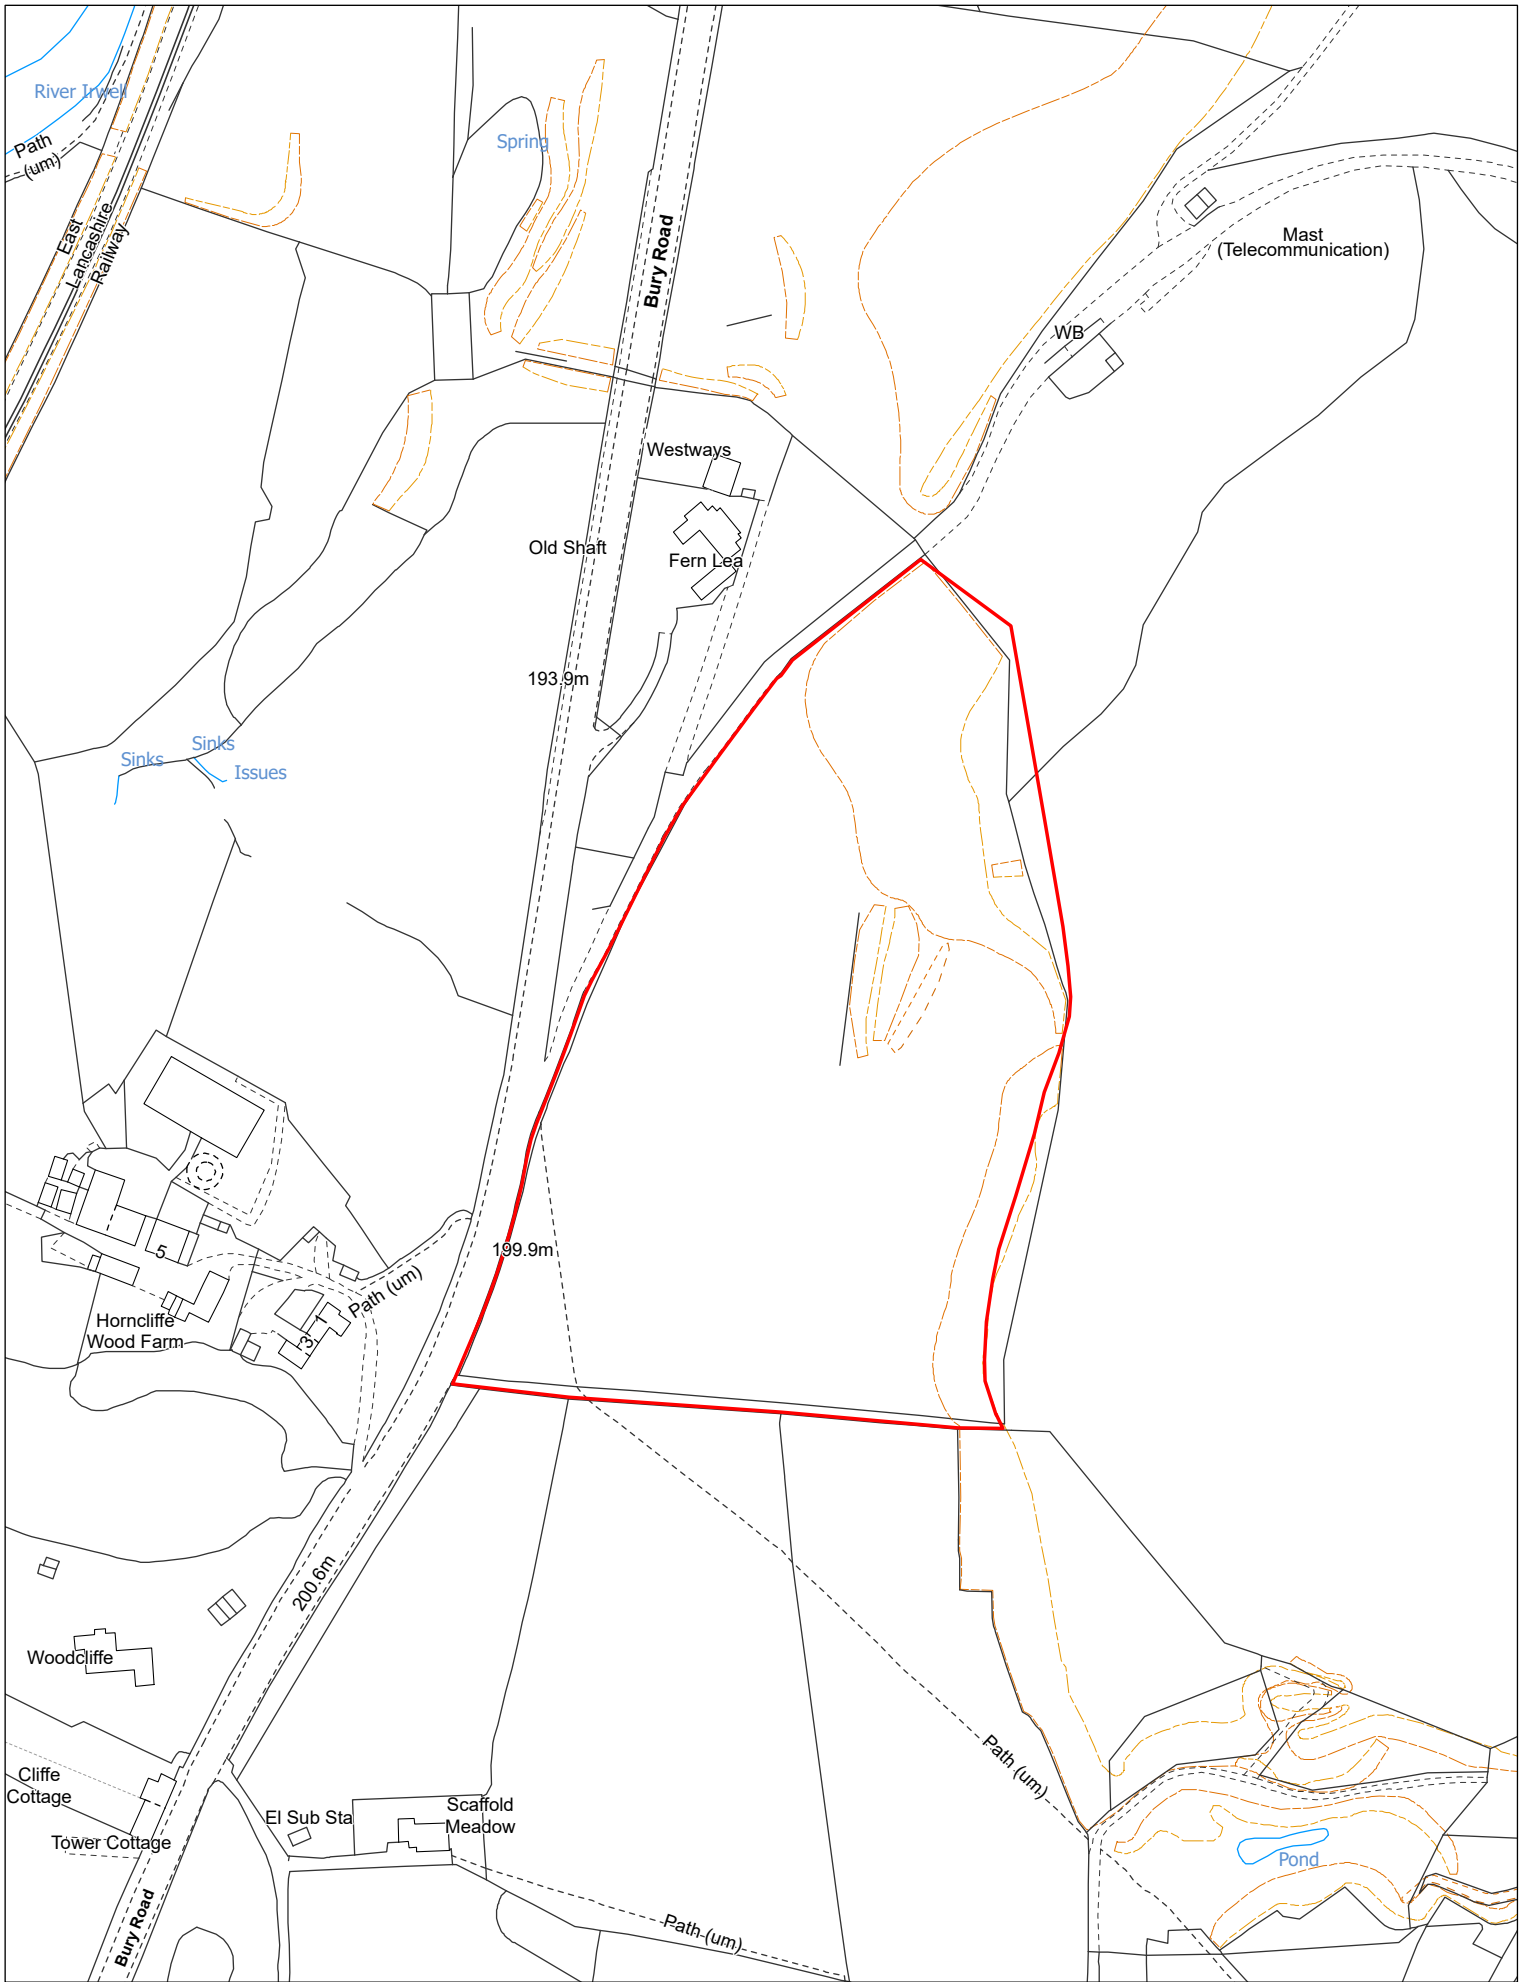 River Irwell
Path
(um)
East
Lancashire
Railway
Spring
Bury Road
Mast
(Telecommunication)
WB
Westways
Old Shaft
Fern Lea
193.9m
Sinks
Sinks
Issues
5
199.9m
Path (um)
Horncliffe
Wood Farm
1
3
200.6m
Woodcliffe
Cliffe
Cottage
Tower Cottage
El Sub Sta
Scaffold
Meadow
Path (um)
Pond
Bury Road
Path (um)